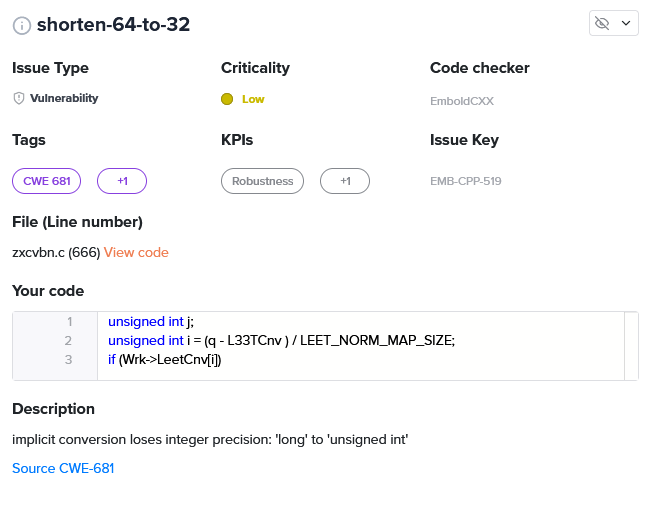 shorten-64-to-32
Issue Type Criticality Code checker
Vulnerability Low EmboldCXX
Tags KPIs Issue Key
CWE 681 +1 Robustness +1 EMB-CPP-519
File (Line number)
zxcvbn.c (666) View code
Your code
1 unsigned int j;
2 unsigned int i = (q - L33TCnv ) / LEET_NORM_MAP_SIZE;
3 if (Wrk->LeetCnv[i])
Description
implicit conversion loses integer precision: 'long' to 'unsigned int'
Source CWE-681